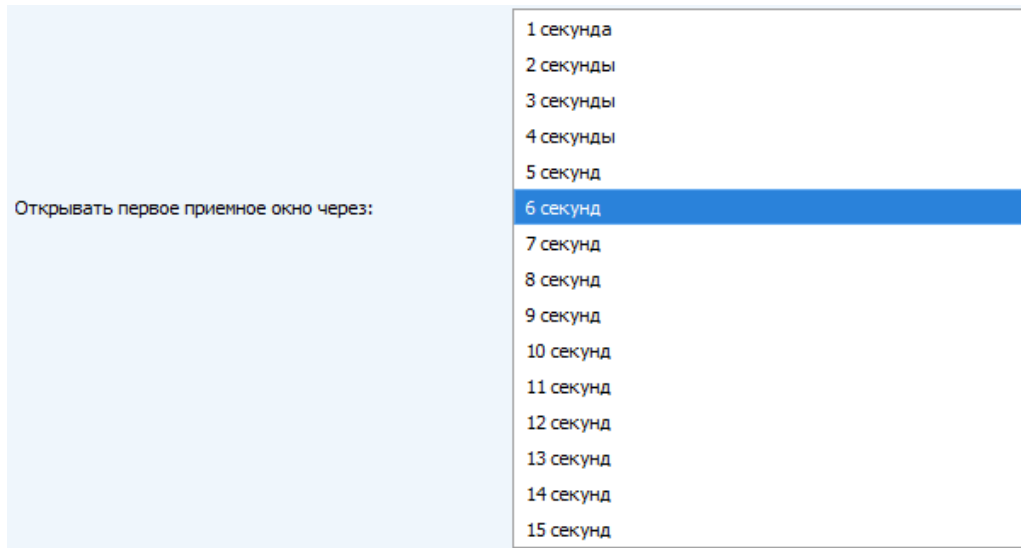 1 секунда
2 секунды
3 секунды
4 секунды
5 секунд
Открывать первое приемное окно через:
6 секунд
7 секунд
8 секунд
9 секунд
10 секунд
11 секунд
12 секунд
13 секунд
14 секунд
15 секунд